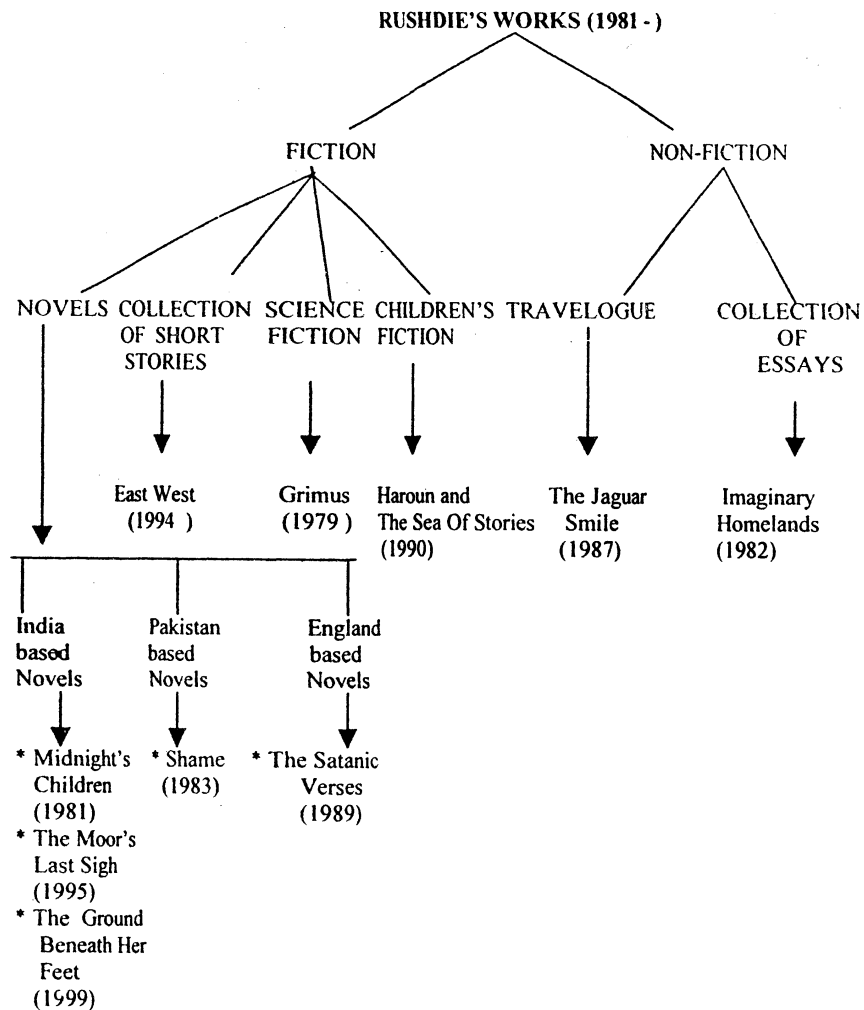 RUSHDIE'S WORKS (1981 - )
FICTION
NON-FICTION
NOVELS
COLLECTION
OF SHORT
STORIES
SCIENCE
FICTION
CHILDREN'S
FICTION
TRAVELOGUE
COLLECTION
OF
ESSAYS
East West
(1994 )
Grimus
(1979 )
Haroun and
The Sea Of Stories
(1990)
The Jaguar
Smile
(1987)
Imaginary
Homelands
(1982)
India
based
Novels
Pakistan
based
Novels
England
based
Novels
* Midnight's
Children
(1981)
* The Moor's
Last Sigh
(1995)
* The Ground
Beneath Her
Feet
(1999)
* Shame
(1983)
* The Satanic
Verses
(1989)